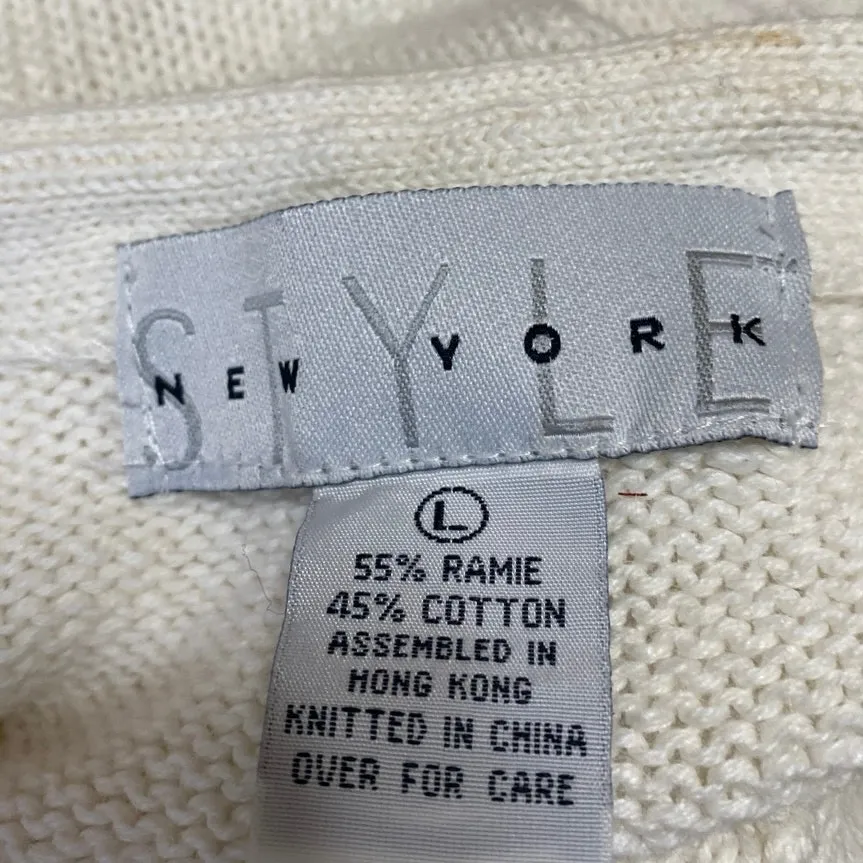 STYLE
NEW YORK
L
55% RAMIE
45% COTTON
ASSEMBLED IN
HONG KONG
KNITTED IN CHINA
OVER FOR CARE